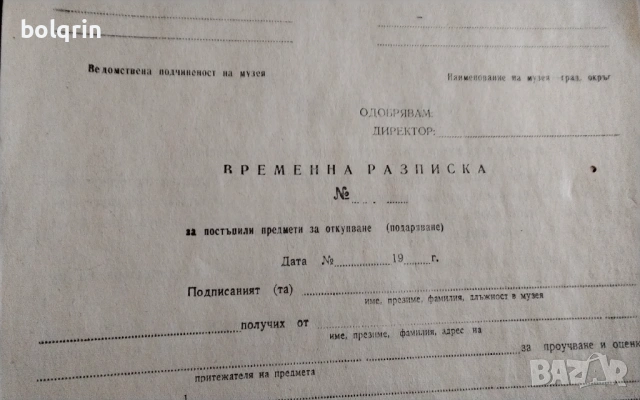 bolqrin
Ведомствена подчиненост на музея
Наименование на музея град, окръг
ОДОБРЯВАМ:
ДИРЕКТОР:
ВРЕМЕННА РАЗПИСКА
№
за постъпили предмети за откупване (подаряване)
Дата № 19 г.
Подписаният (та)
име, презиме, фамилия, длъжност в музея
получих от
име, презиме, фамилия, адрес на
за проучване и оценк
притежателя на предмета
BAZAR